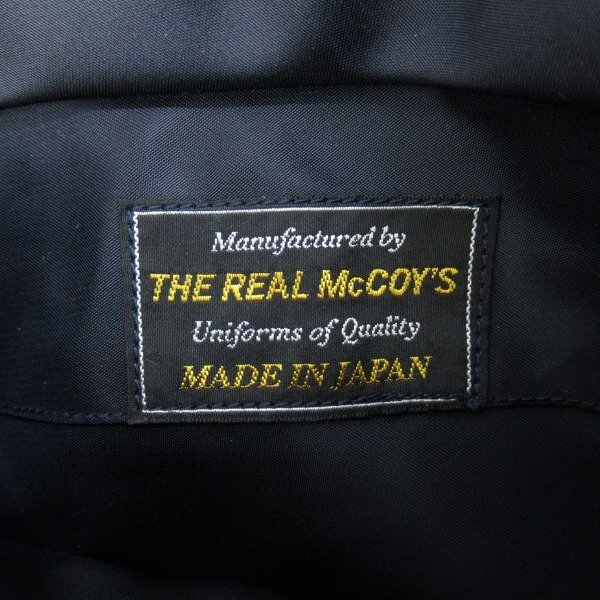 Manufactured by
THE REAL McCOY'S
Uniforms of Quality
MADE IN JAPAN